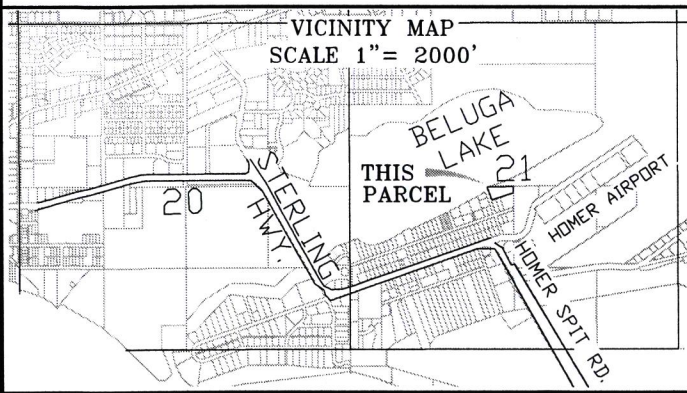 VICINITY MAP
SCALE 1"= 2000'
BELUGA
LAKE
THIS
PARCEL
21
20
STERLING
HWY.
HOMER AIRPORT
HOMER SPIT RD.